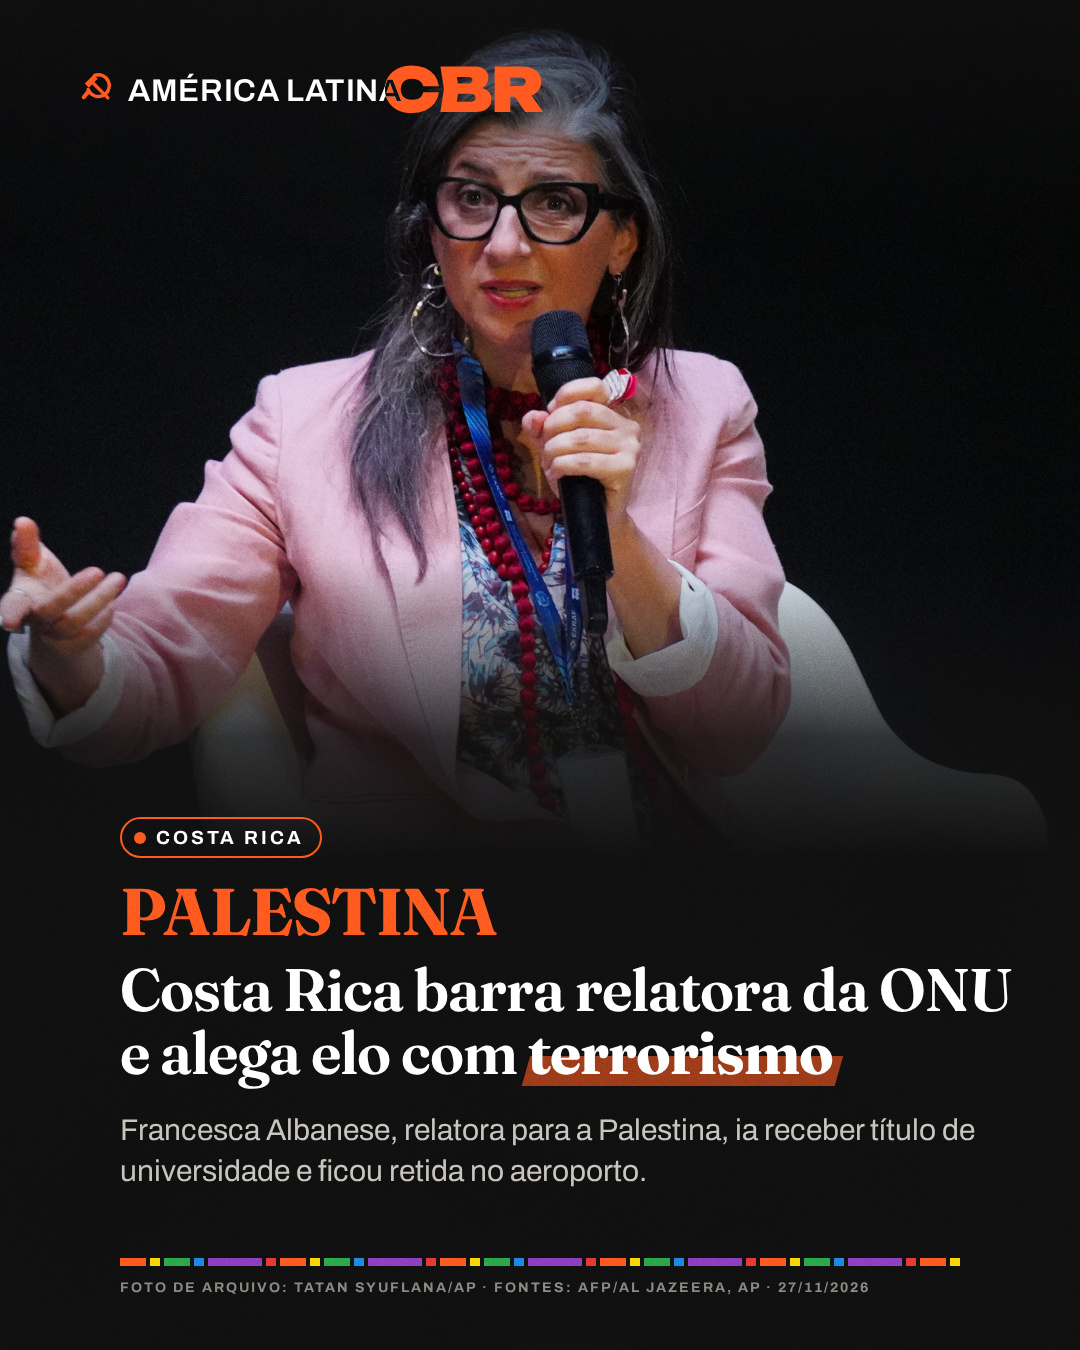 AMÉRICA LATINA
CBR
COSTA RICA
PALESTINA
Costa Rica barra relatora da ONU
e alega elo com terrorismo
Francesca Albanese, relatora para a Palestina, ia receber título de
universidade e ficou retida no aeroporto.
FOTO DE ARQUIVO: TATAN SYUFLANA/AP · FONTES: AFP/AL JAZEERA, AP · 27/11/2026